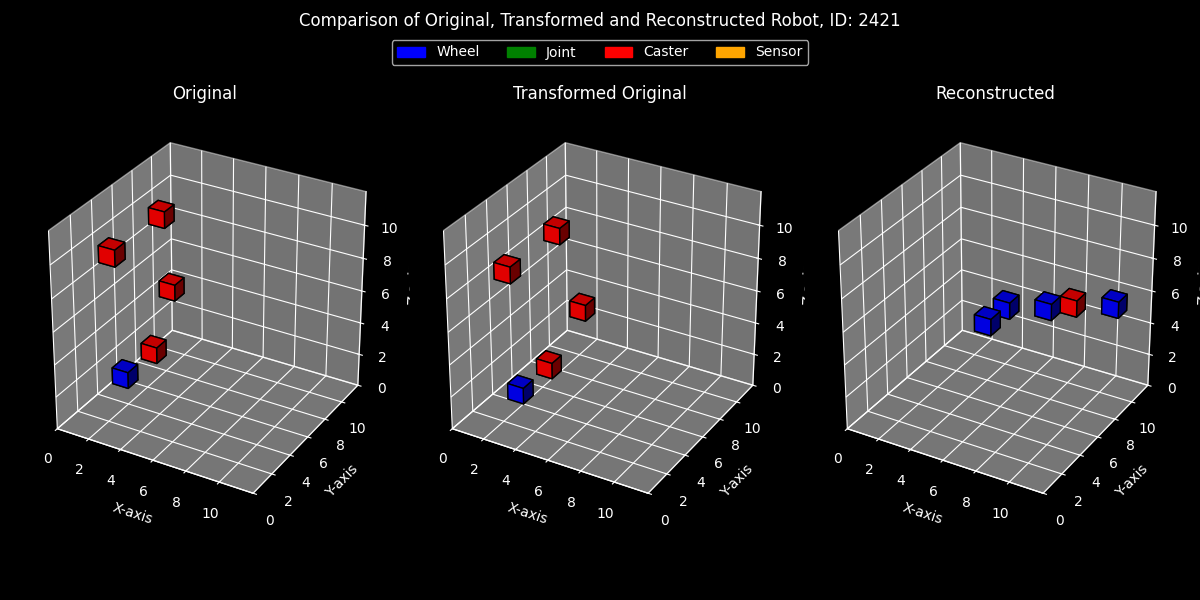 Comparison of Original, Transformed and Reconstructed Robot, ID: 2421
Wheel Joint Caster Sensor
Original Transformed Original Reconstructed
10 10 10
8 8 8
6 6 6
4 4 4
2 2 2
0 0 0
10 10 10
8 8 8
6 6 6
4 4 4
2 2 2
0 0 0
0 2 4 6 8 10 0 2 4 6 8 10 0 2 4 6 8 10
X-axis Y-axis X-axis Y-axis X-axis Y-axis